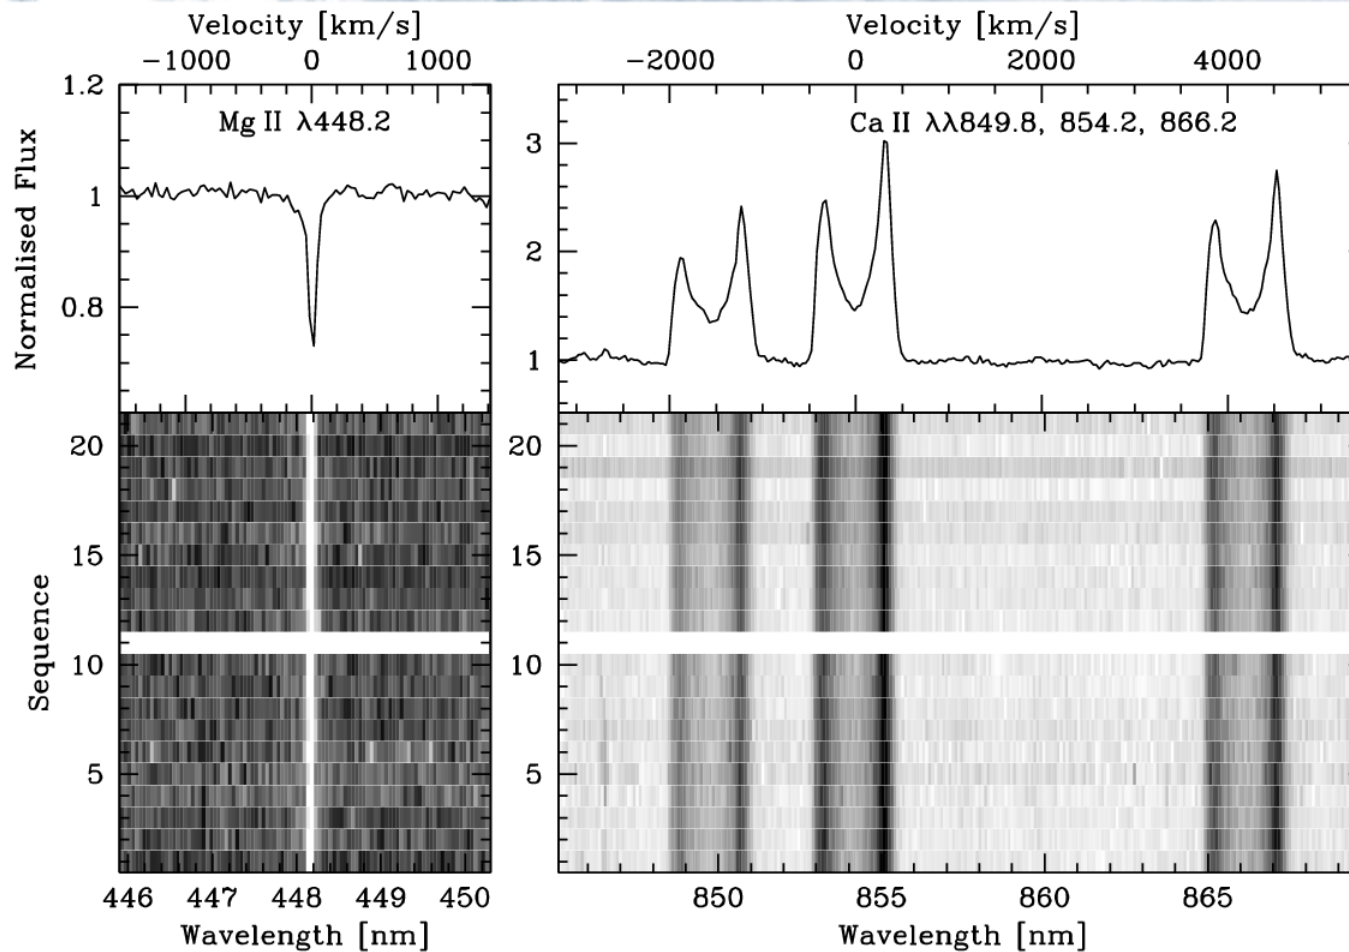 Velocity [km/s]
−1000 0 1000
Mg II λ448.2
Normalised Flux
1.2
1
0.8
Velocity [km/s]
−2000 0 2000 4000
Ca II λλ849.8, 854.2, 866.2
3
2
1
Sequence
20
15
10
5
446 447 448 449 450
Wavelength [nm]
20
15
10
5
850 855 860 865
Wavelength [nm]